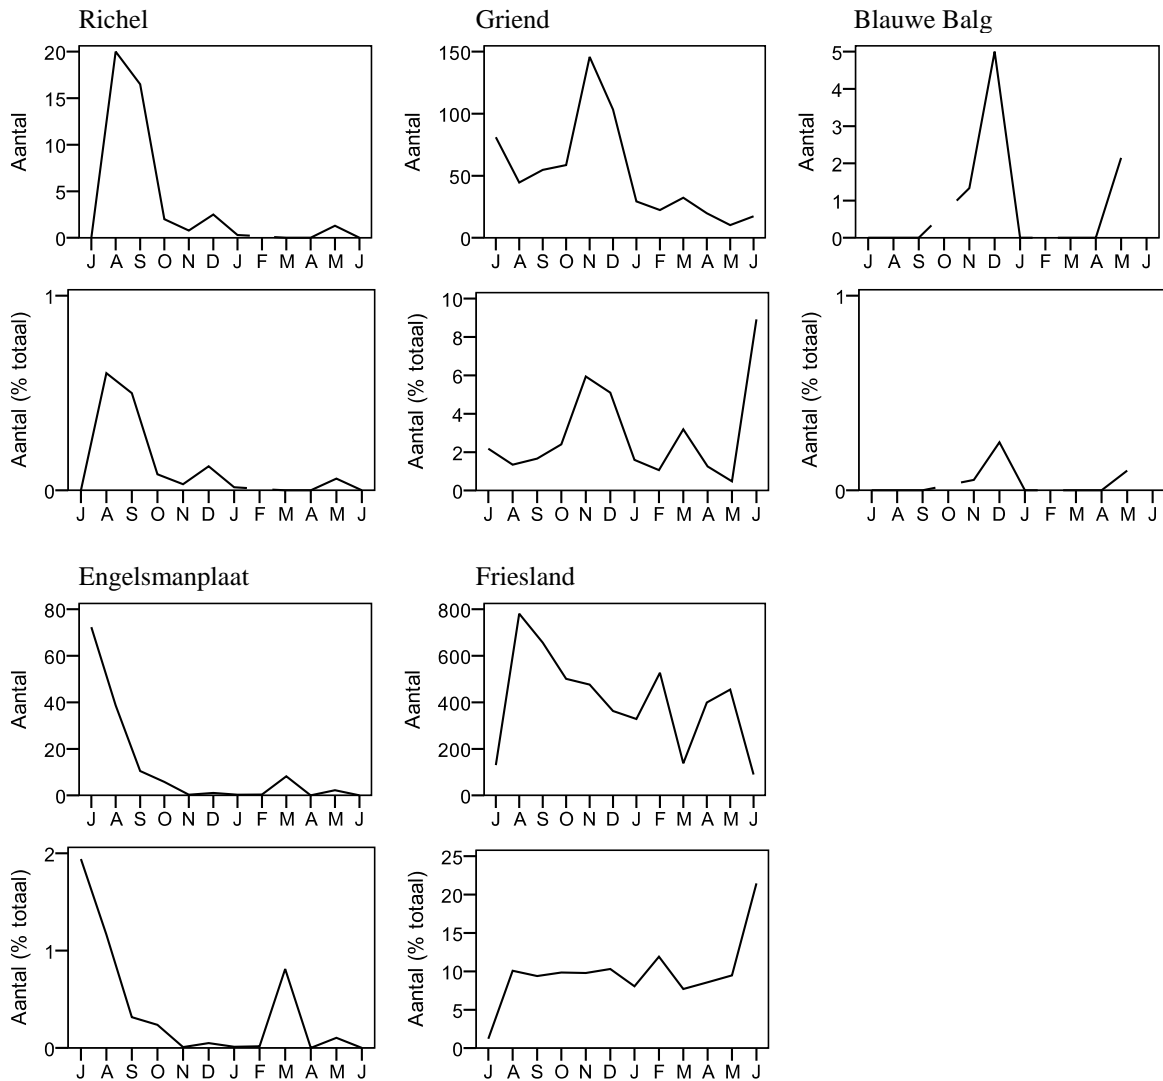 Richel
Griend
Blauwe Balg
Aantal
20
15
10
5
0
J A S O N D J F M A M J
Aantal
150
100
50
0
J A S O N D J F M A M J
Aantal
5
4
3
2
1
0
J A S O N D J F M A M J
Aantal (% totaal)
1
0
J A S O N D J F M A M J
Aantal (% totaal)
10
8
6
4
2
0
J A S O N D J F M A M J
Aantal (% totaal)
1
0
J A S O N D J F M A M J
Engelsmanplaat
Friesland
Aantal
80
60
40
20
0
J A S O N D J F M A M J
Aantal
800
600
400
200
0
J A S O N D J F M A M J
Aantal (% totaal)
2
1
0
J A S O N D J F M A M J
Aantal (% totaal)
25
20
15
10
5
0
J A S O N D J F M A M J